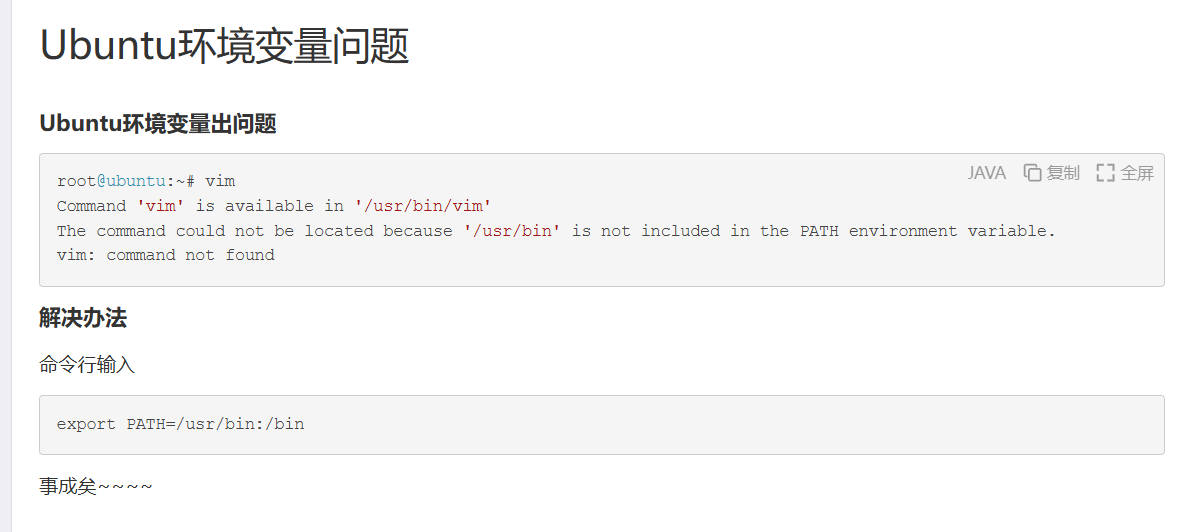 Ubuntu环境变量问题
Ubuntu环境变量出问题
JAVA 复制 全屏
root@ubuntu:~# vim
Command 'vim' is available in '/usr/bin/vim'
The command could not be located because '/usr/bin' is not included in the PATH environment variable.
vim: command not found
解决办法
命令行输入
export PATH=/usr/bin:/bin
事成矣~~~~